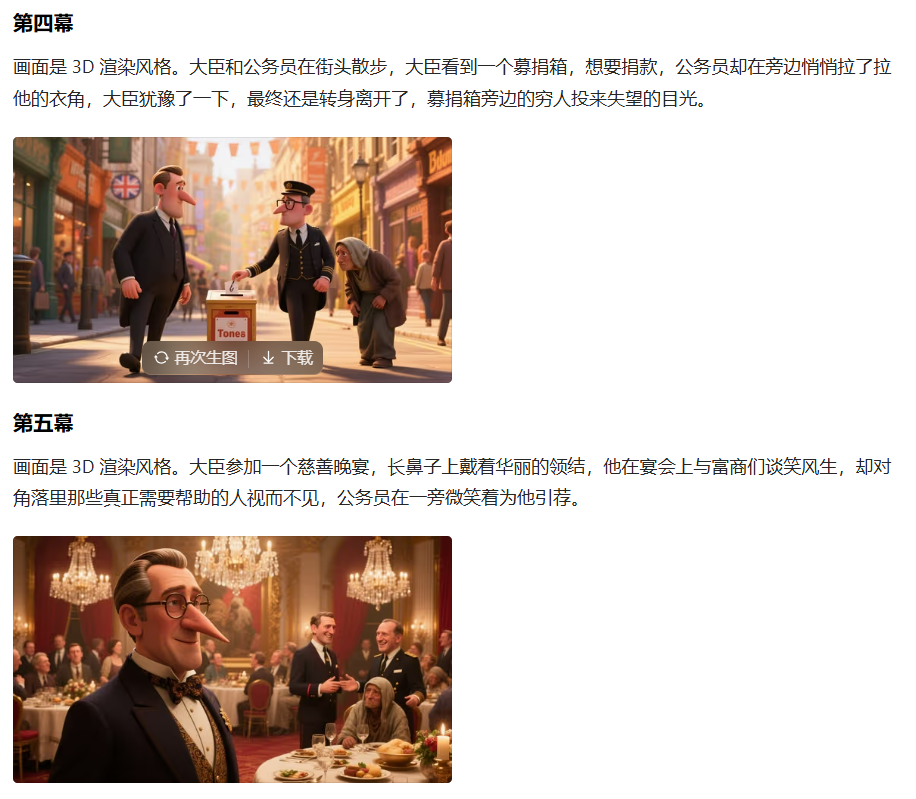 第四幕
画面是 3D 渲染风格。大臣和公务员在街头散步，大臣看到一个募捐箱，想要捐款，公务员却在旁边悄悄拉了拉
他的衣角，大臣犹豫了一下，最终还是转身离开了，募捐箱旁边的穷人投来失望的目光。
Tones
再次生图 下载
第五幕
画面是 3D 渲染风格。大臣参加一个慈善晚宴，长鼻子上戴着华丽的领结，他在宴会上与富商们谈笑风生，却对
角落里那些真正需要帮助的人视而不见，公务员在一旁微笑着为他引荐。